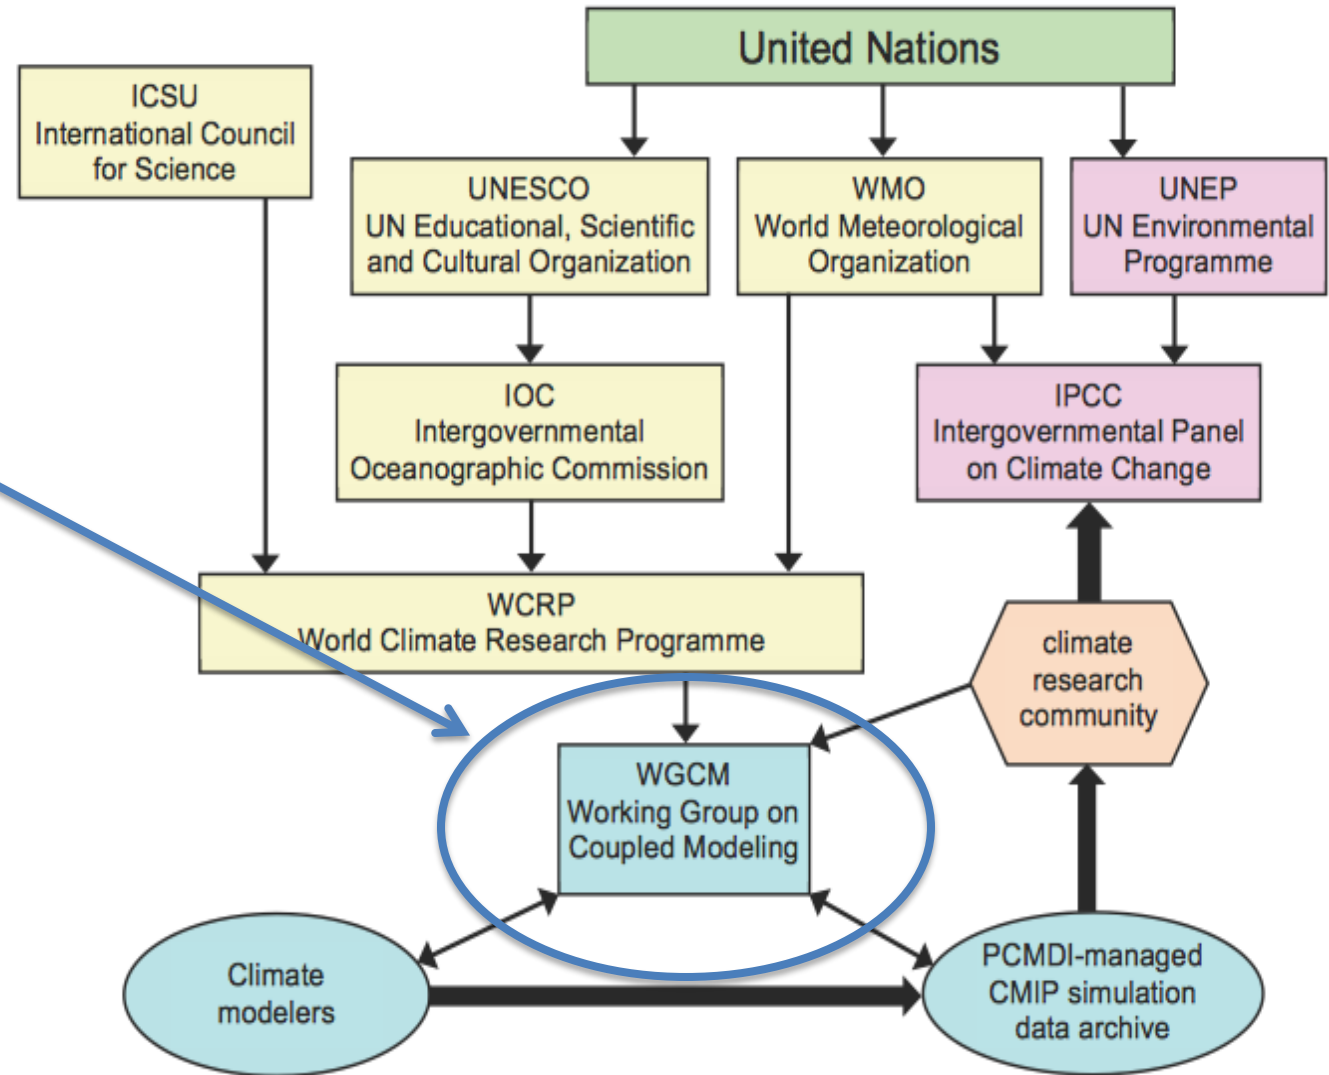 United Nations
ICSU
International Council
for Science
UNESCO
UN Educational, Scientific
and Cultural Organization
WMO
World Meteorological
Organization
UNEP
UN Environmental
Programme
IOC
Intergovernmental
Oceanographic Commission
IPCC
Intergovernmental Panel
on Climate Change
WCRP
World Climate Research Programme
climate
research
community
WGCM
Working Group on
Coupled Modeling
Climate
modelers
PCMDI-managed
CMIP simulation
data archive